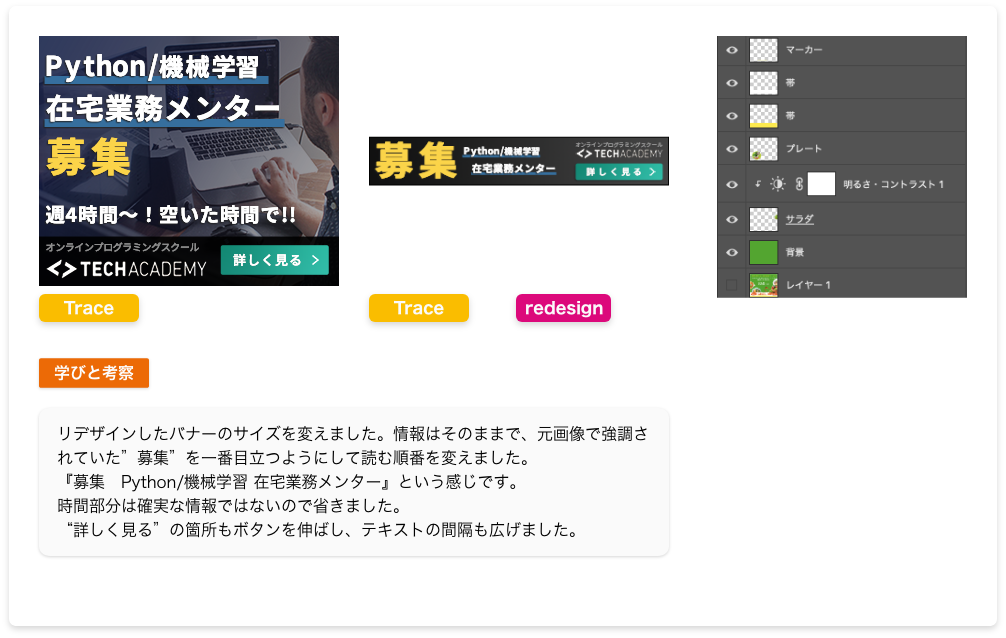 Python/機械学習
在宅業務メンター
募集
週4時間〜！空いた時間で!!
オンラインプログラミングスクール
TECHACADEMY
詳しく見る
Trace
募集
Python/機械学習
在宅業務メンター
オンラインプログラミングスクール
TECHACADEMY
詳しく見る
Trace
redesign
マーカー
帯
帯
プレート
明るさ・コントラスト 1
サラダ
背景
レイヤー 1
学びと考察
リデザインしたバナーのサイズを変えました。情報はそのままで、元画像で強調さ
れていた”募集”を一番目立つようにして読む順番を変えました。
『募集　Python/機械学習 在宅業務メンター』という感じです。
時間部分は確実な情報ではないので省きました。
“詳しく見る”の箇所もボタンを伸ばし、テキストの間隔も広げました。